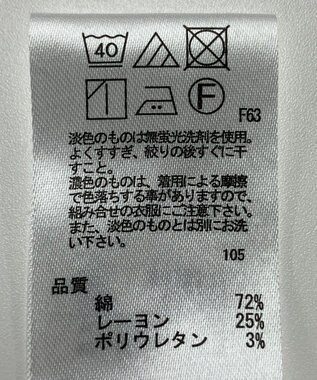 40
F
F63
淡色のものは無蛍光洗剤を使用。
よくすすぎ、絞りの後すぐに干
すこと。
濃色のものは、着用による摩擦
で色落ちする事がありますので、
組み合せの衣服にご注意下さい。
また、淡色のものとは別にお洗
い下さい。
105
品質
綿 72%
レーヨン 25%
ポリウレタン 3%